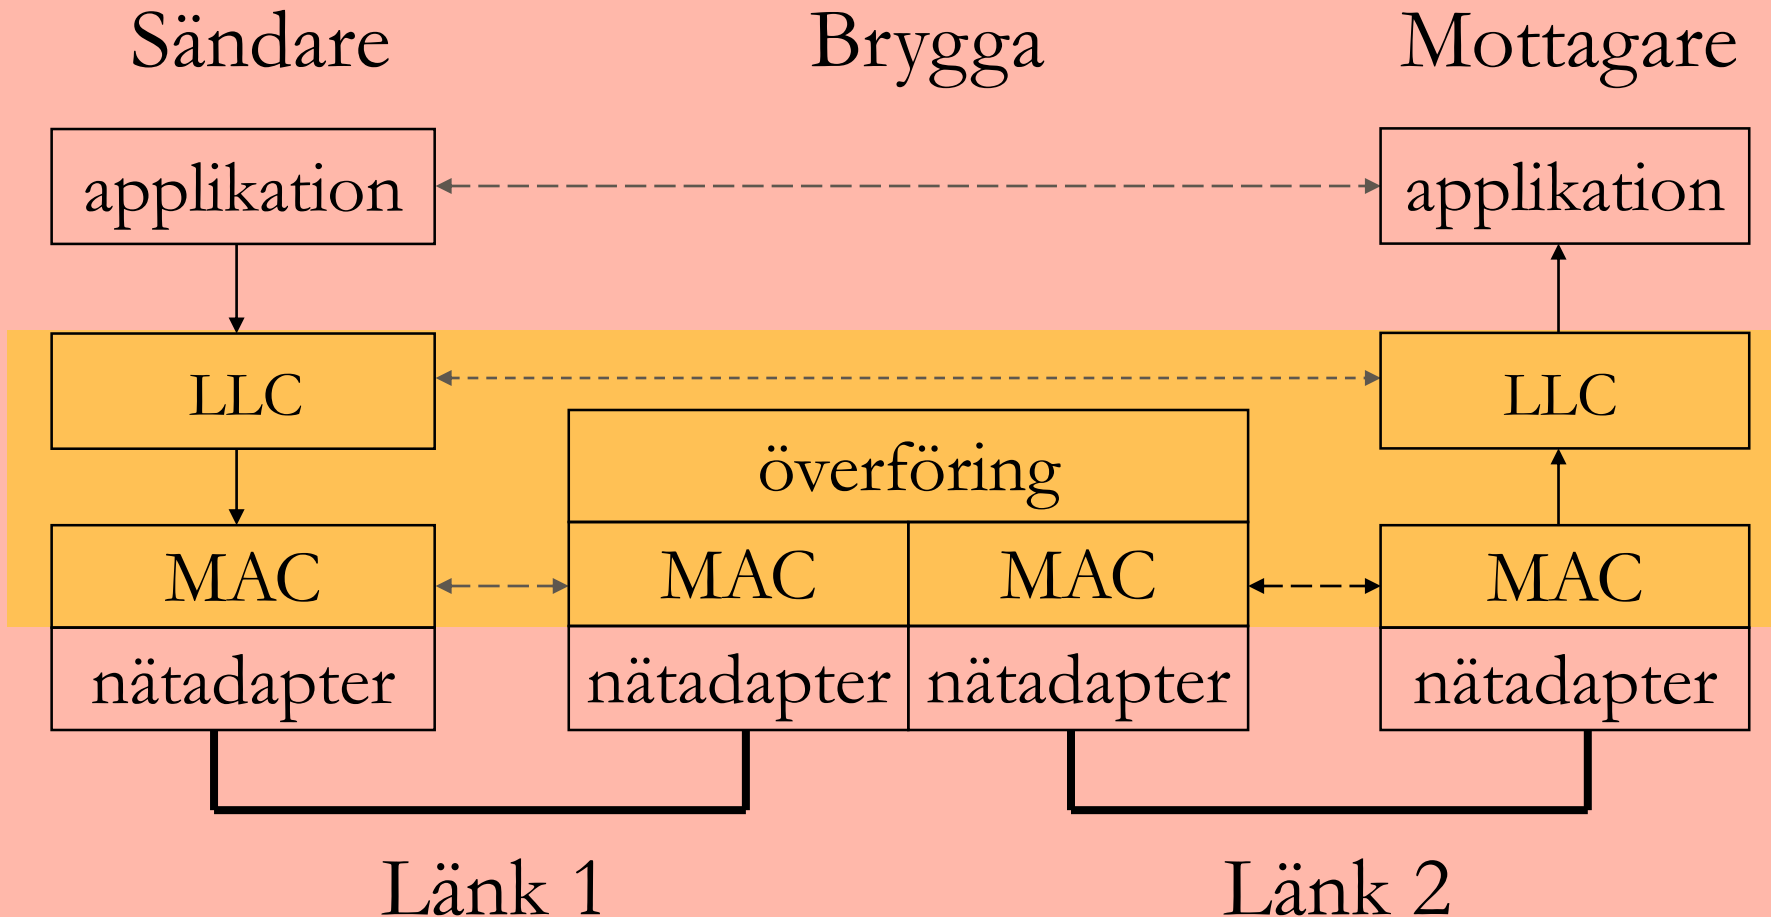 Sändare Brygga Mottagare
applikation applikation
LLC LLC
överföring
MAC MAC MAC MAC
nätadapter nätadapter nätadapter nätadapter
Länk 1 Länk 2